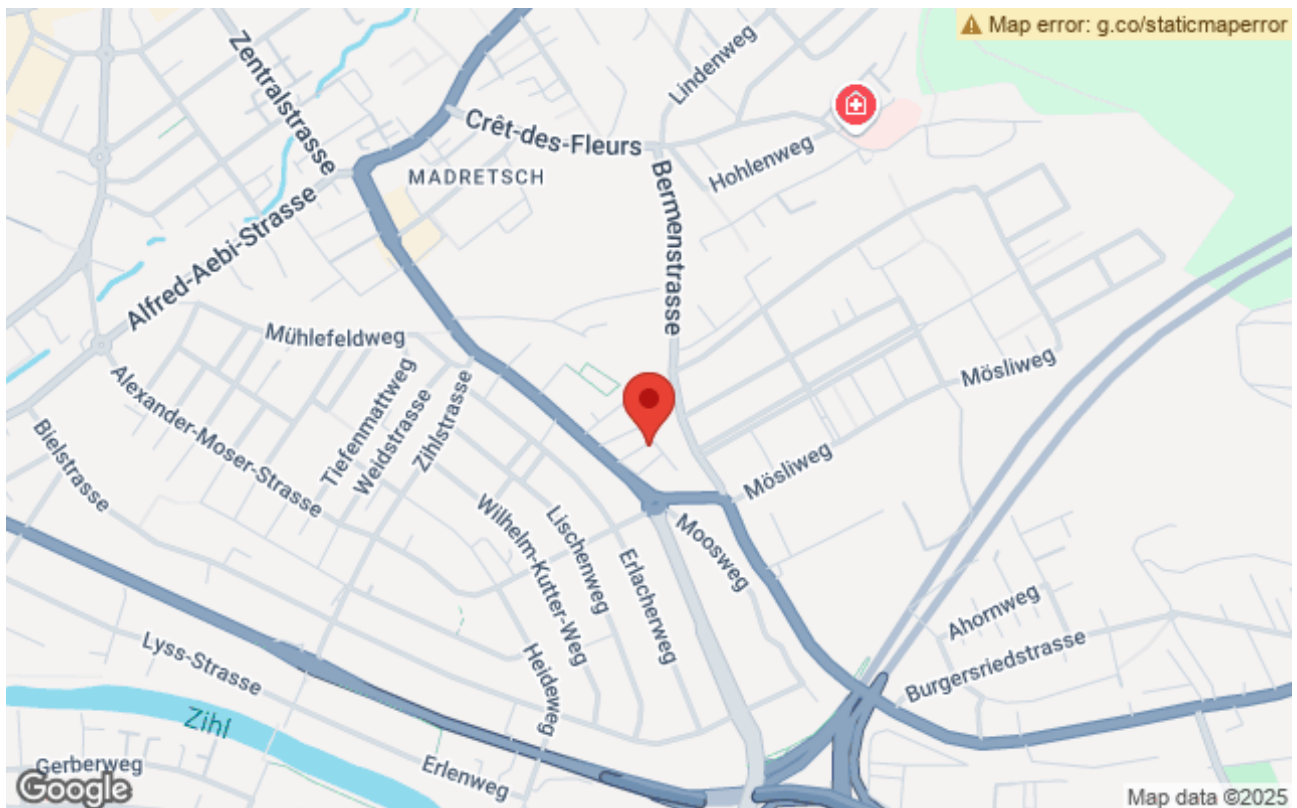 Map error: g.co/staticmaperror
Zentralstrasse
Lindenweg
Crêt-des-Fleurs
Hohlenweg
MADRETSCH
Bermenstrasse
Alfred-Aebi-Strasse
Mühlefeldweg
Mösliweg
Alexander-Moser-Strasse
Tiefenmattweg
Weidstrasse
Zihlstrasse
Bielstrasse
Mösliweg
Wilhelm-Kutter-Weg
Lischenweg
Erlacherweg
Moosweg
Ahornweg
Burgersriedstrasse
Lyss-Strasse
Heideweg
Zihl
Erlenweg
Gerberweg
Google
Map data ©2025